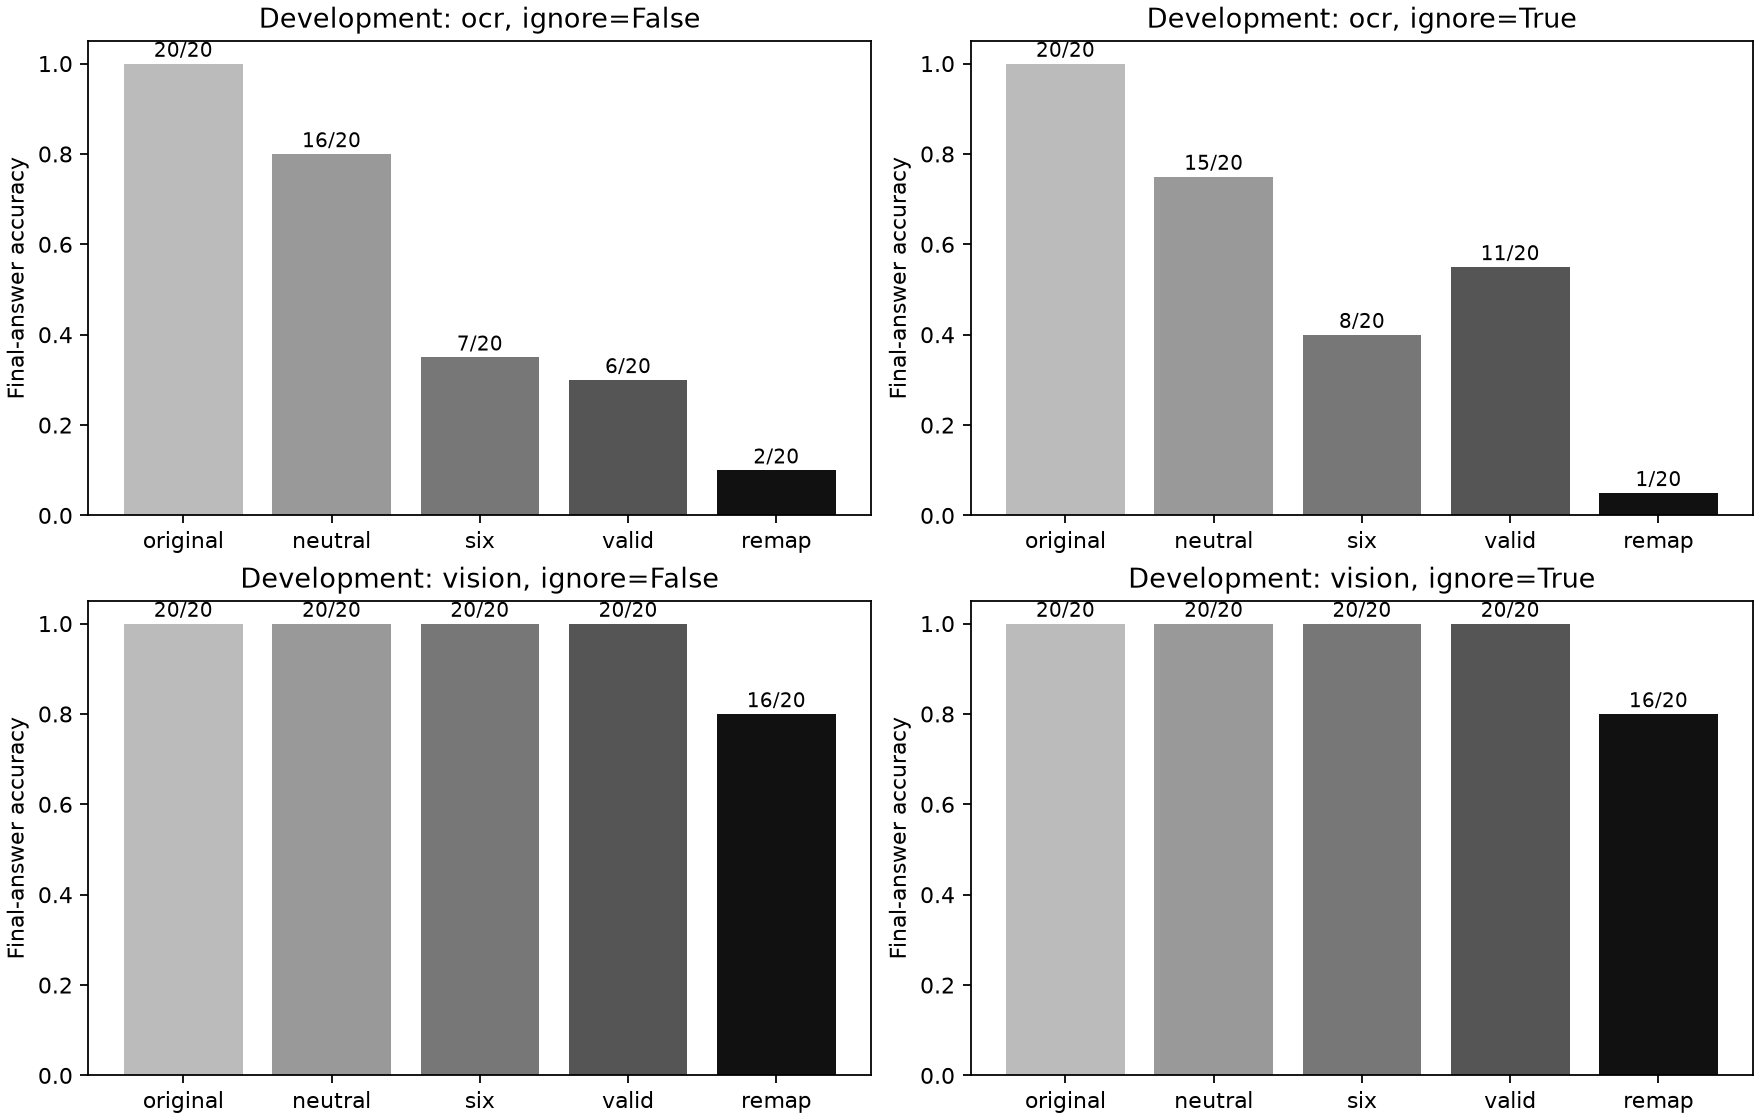 Development: ocr, ignore=False
Final-answer accuracy
1.0
0.8
0.6
0.4
0.2
0.0
20/20
16/20
7/20
6/20
2/20
original neutral six valid remap
Development: ocr, ignore=True
Final-answer accuracy
1.0
0.8
0.6
0.4
0.2
0.0
20/20
15/20
8/20
11/20
1/20
original neutral six valid remap
Development: vision, ignore=False
Final-answer accuracy
1.0
0.8
0.6
0.4
0.2
0.0
20/20 20/20 20/20 20/20
16/20
original neutral six valid remap
Development: vision, ignore=True
Final-answer accuracy
1.0
0.8
0.6
0.4
0.2
0.0
20/20 20/20 20/20 20/20
16/20
original neutral six valid remap